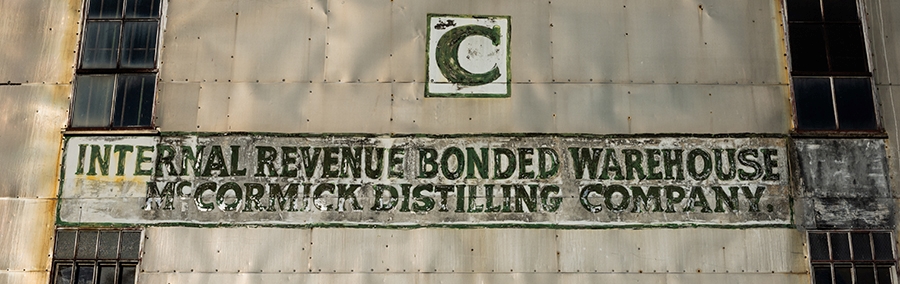 C
INTERNAL REVENUE BONDED WAREHOUSE
McCORMICK DISTILLING COMPANY.